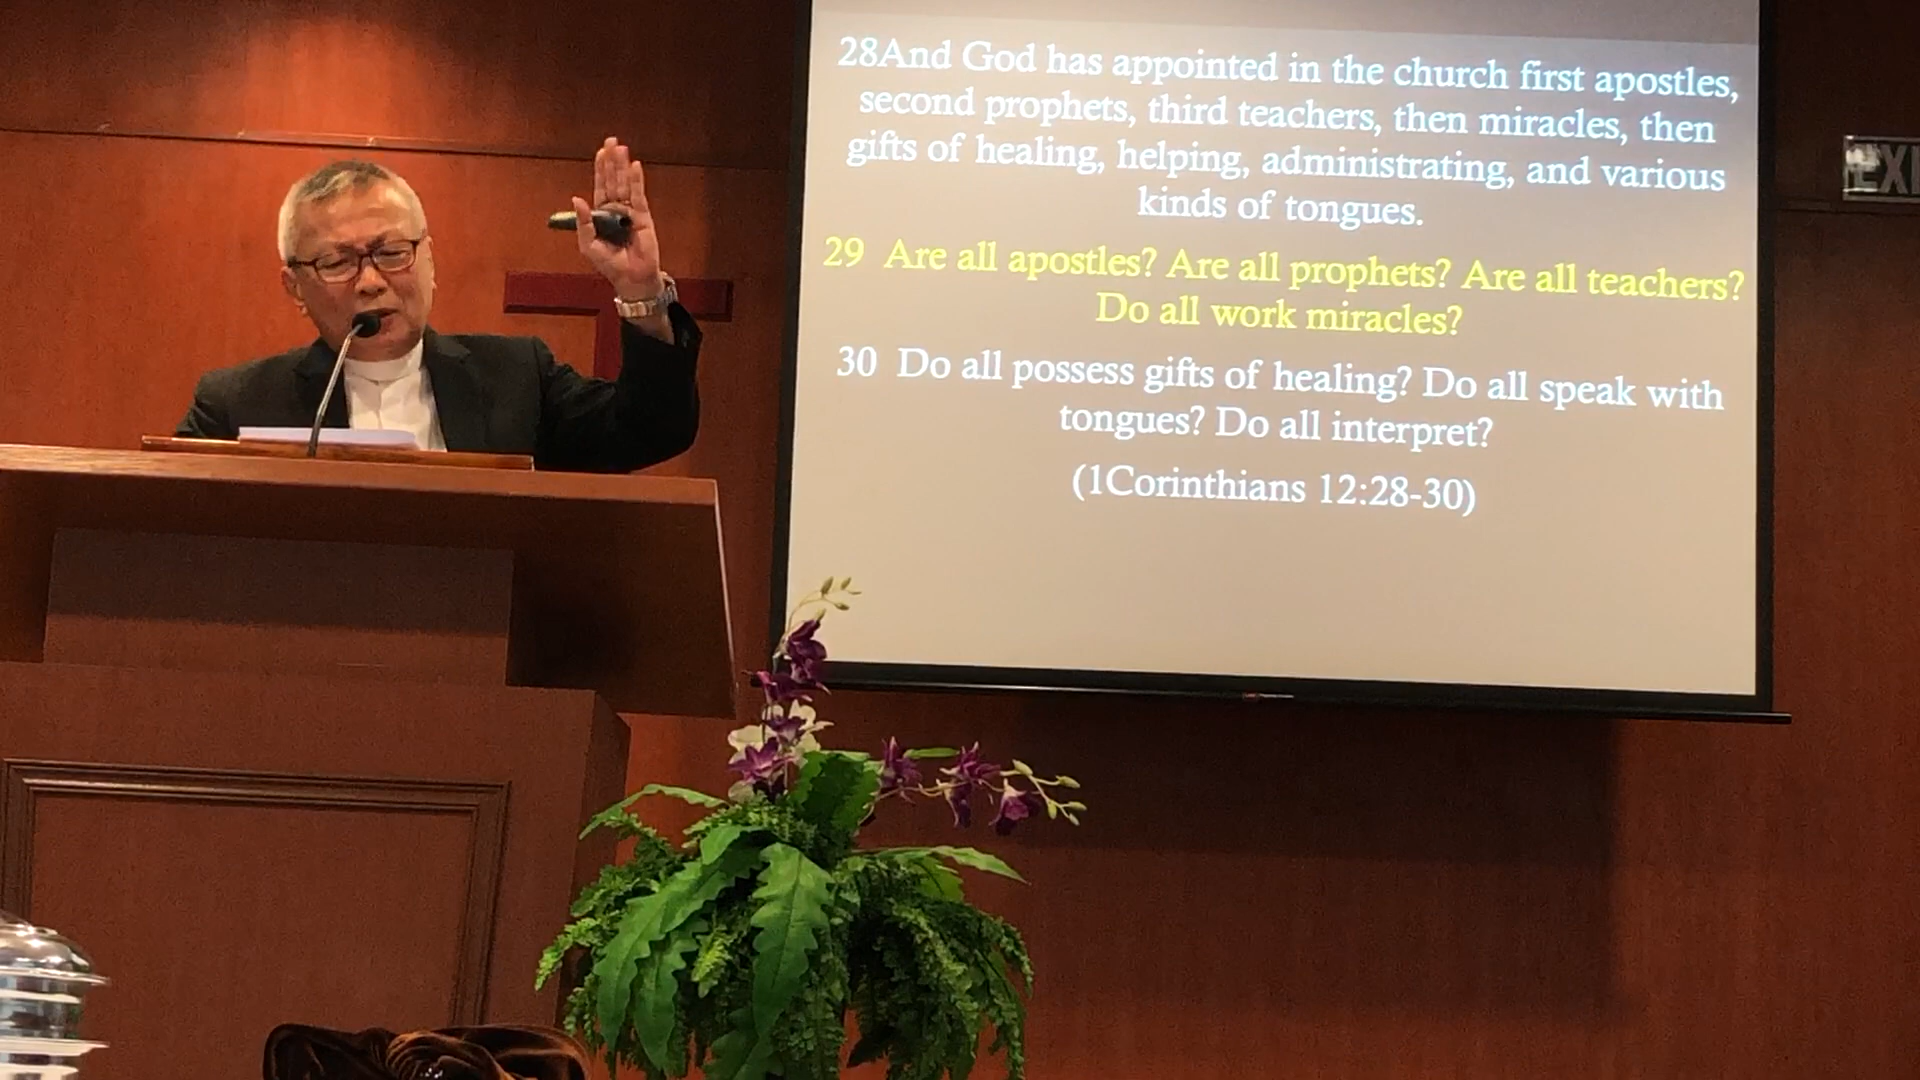 28And God has appointed in the church first apostles,
second prophets, third teachers, then miracles, then
gifts of healing, helping, administrating, and various
kinds of tongues.
29 Are all apostles? Are all prophets? Are all teachers?
Do all work miracles?
30 Do all possess gifts of healing? Do all speak with
tongues? Do all interpret?
(1Corinthians 12:28-30)
EXI